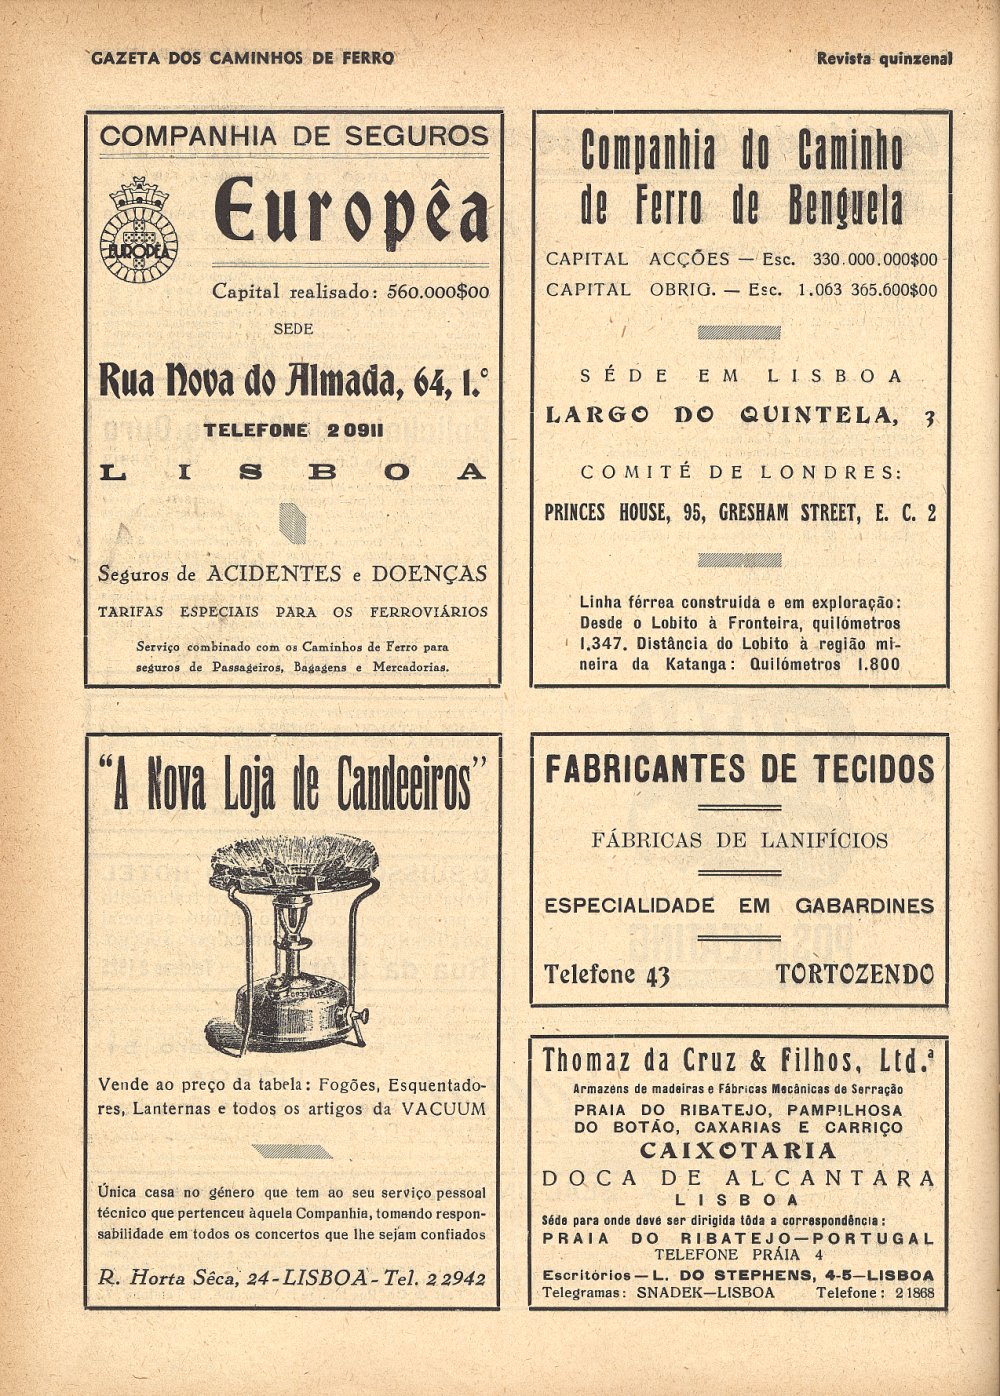 GAZETA DOS CAMINHOS DE FERRO
Revista quinzenal
COMPANHIA DE SEGUROS
EUROPÊA
Européa
Capital realisado: 560.000$00
SEDE
Rua Nova do Almada, 64, 1.º
TELEFONE 2 0911
LISBOA
Seguros de ACIDENTES e DOENÇAS
TARIFAS ESPECIAIS PARA OS FERROVIÁRIOS
Serviço combinado com os Caminhos de Ferro para
seguros de Passageiros, Bagagens e Mercadorias.
Companhia do Caminho
de Ferro de Benguela
CAPITAL ACÇÕES — Esc. 330.000.000$00
CAPITAL OBRIG. — Esc. 1.063 365.600$00
SÉDE EM LISBOA
LARGO DO QUINTELA, 3
COMITÉ DE LONDRES:
PRINCES HOUSE, 95, GRESHAM STREET, E. C. 2
Linha férrea construida e em exploração:
Desde o Lobito à Fronteira, quilómetros
1.347. Distância do Lobito à região mi-
neira da Katanga: Quilómetros 1.800
"A Nova Loja de Candeeiros"
Vende ao preço da tabela: Fogões, Esquentado-
res, Lanternas e todos os artigos da VACUUM
Única casa no género que tem ao seu serviço pessoal
técnico que pertenceu àquela Companhia, tomando respon-
sabilidade em todos os concertos que lhe sejam confiados
R. Horta Sêca, 24 - LISBOA - Tel. 2 2942
FABRICANTES DE TECIDOS
FÁBRICAS DE LANIFÍCIOS
ESPECIALIDADE EM GABARDINES
Telefone 43 TORTOZENDO
Thomaz da Cruz & Filhos, Ltd.ª
Armazéns de madeiras e Fábricas Mecânicas de Serração
PRAIA DO RIBATEJO, PAMPILHOSA
DO BOTÃO, CAXARIAS E CARRIÇO
CAIXOTARIA
DOCA DE ALCANTARA
LISBOA
Séde para onde devé ser dirigida tôda a correspondência:
PRAIA DO RIBATEJO—PORTUGAL
TELEFONE PRÁIA 4
Escritórios — L. DO STEPHENS, 4-5—LISBOA
Telegramas: SNADEK—LISBOA Telefone: 2 1868